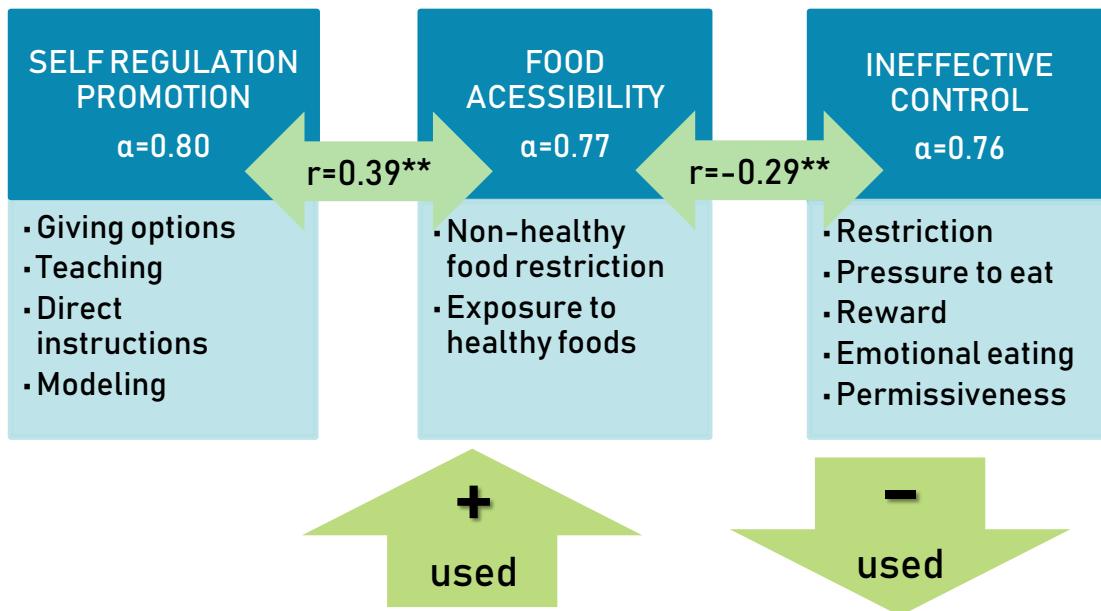 SELF REGULATION
PROMOTION
α=0.80
r=0.39**
FOOD
ACESSIBILITY
α=0.77
r=-0.29**
INEFFECTIVE
CONTROL
α=0.76
▪ Giving options
▪ Teaching
▪ Direct
instructions
▪ Modeling
▪ Non-healthy
food restriction
▪ Exposure to
healthy foods
▪ Restriction
▪ Pressure to eat
▪ Reward
▪ Emotional eating
▪ Permissiveness
+
used
-
used